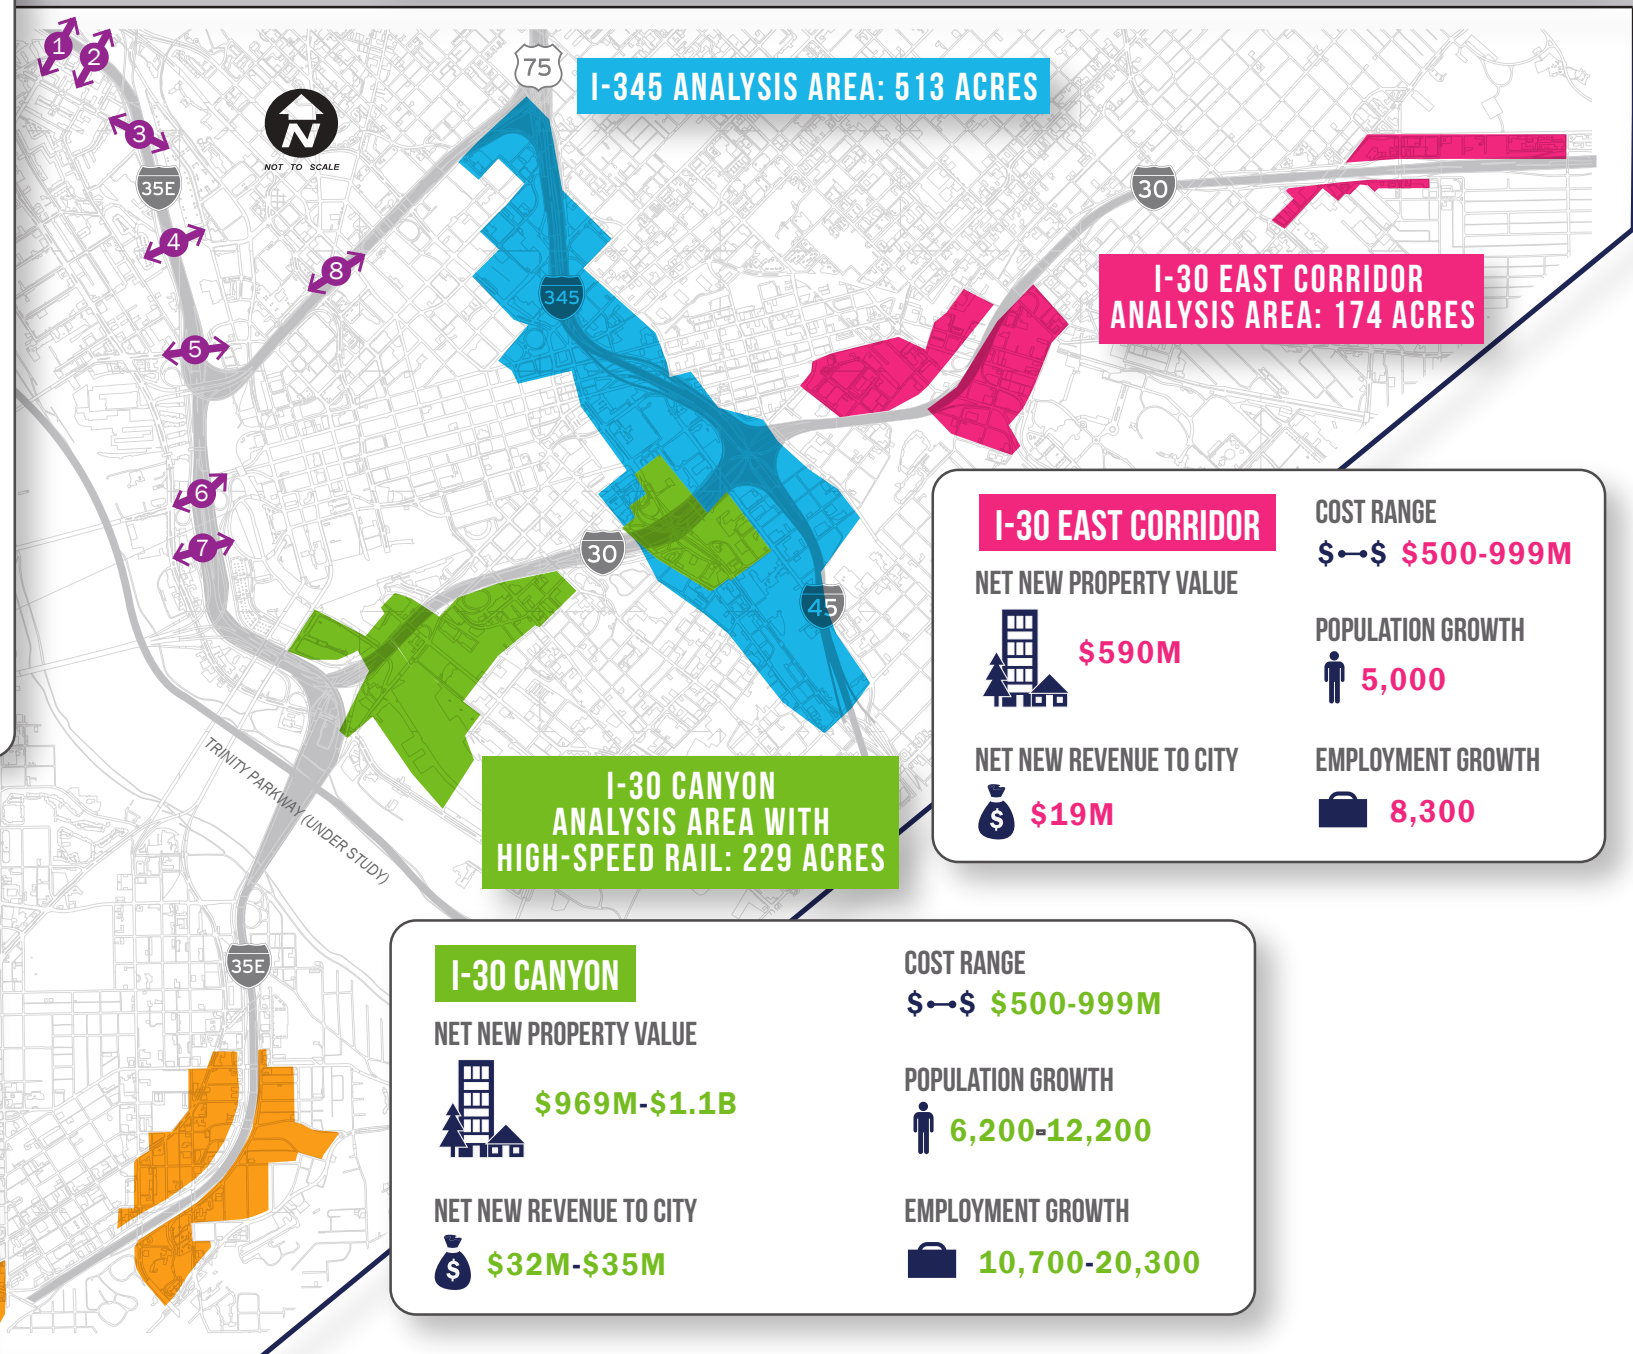 1
2
75
I-345 ANALYSIS AREA: 513 ACRES
3
N
NOT TO SCALE
35E
30
4
8
I-30 EAST CORRIDOR
ANALYSIS AREA: 174 ACRES
345
5
6
7
30
45
I-30 EAST CORRIDOR
NET NEW PROPERTY VALUE
$590M
NET NEW REVENUE TO CITY
$
$19M
COST RANGE
$ $ $500-999M
POPULATION GROWTH
5,000
EMPLOYMENT GROWTH
8,300
TRINITY PARKWAY (UNDER STUDY)
I-30 CANYON
ANALYSIS AREA WITH
HIGH-SPEED RAIL: 229 ACRES
35E
I-30 CANYON
NET NEW PROPERTY VALUE
$969M-$1.1B
NET NEW REVENUE TO CITY
$
$32M-$35M
COST RANGE
$ $ $500-999M
POPULATION GROWTH
6,200-12,200
EMPLOYMENT GROWTH
10,700-20,300